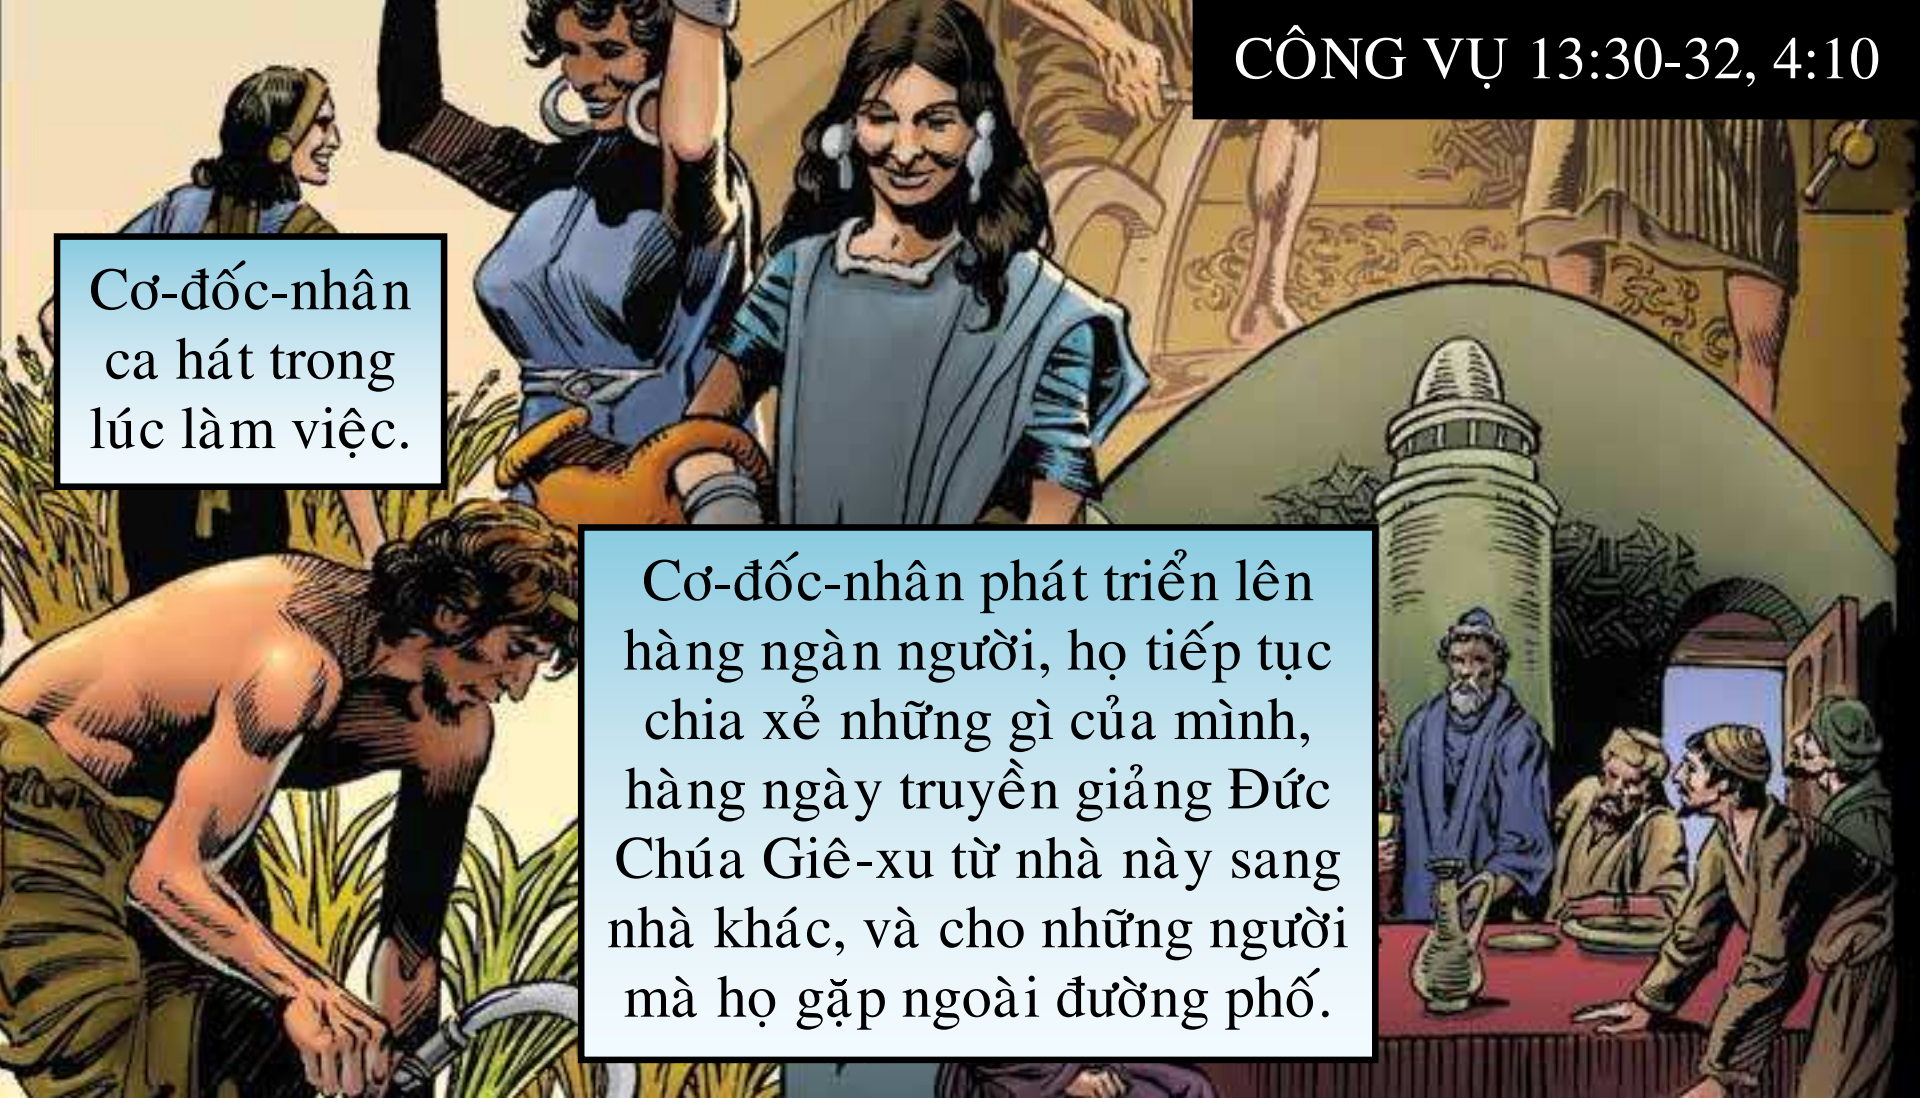 CÔNG VỤ 13:30-32, 4:10
Cơ-đốc-nhân
ca hát trong
lúc làm việc.
Cơ-đốc-nhân phát triển lên
hàng ngàn người, họ tiếp tục
chia xẻ những gì của mình,
hàng ngày truyền giảng Đức
Chúa Giê-xu từ nhà này sang
nhà khác, và cho những người
mà họ gặp ngoài đường phố.